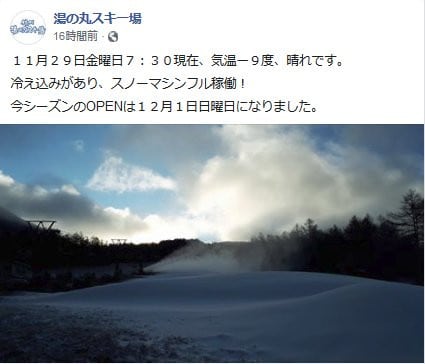 湯の丸スキー場
16時間前
１１月２９日金曜日７：３０現在、気温ー９度、晴れです。
冷え込みがあり、スノーマシンフル稼働！
今シーズンのOPENは１２月１日日曜日になりました。